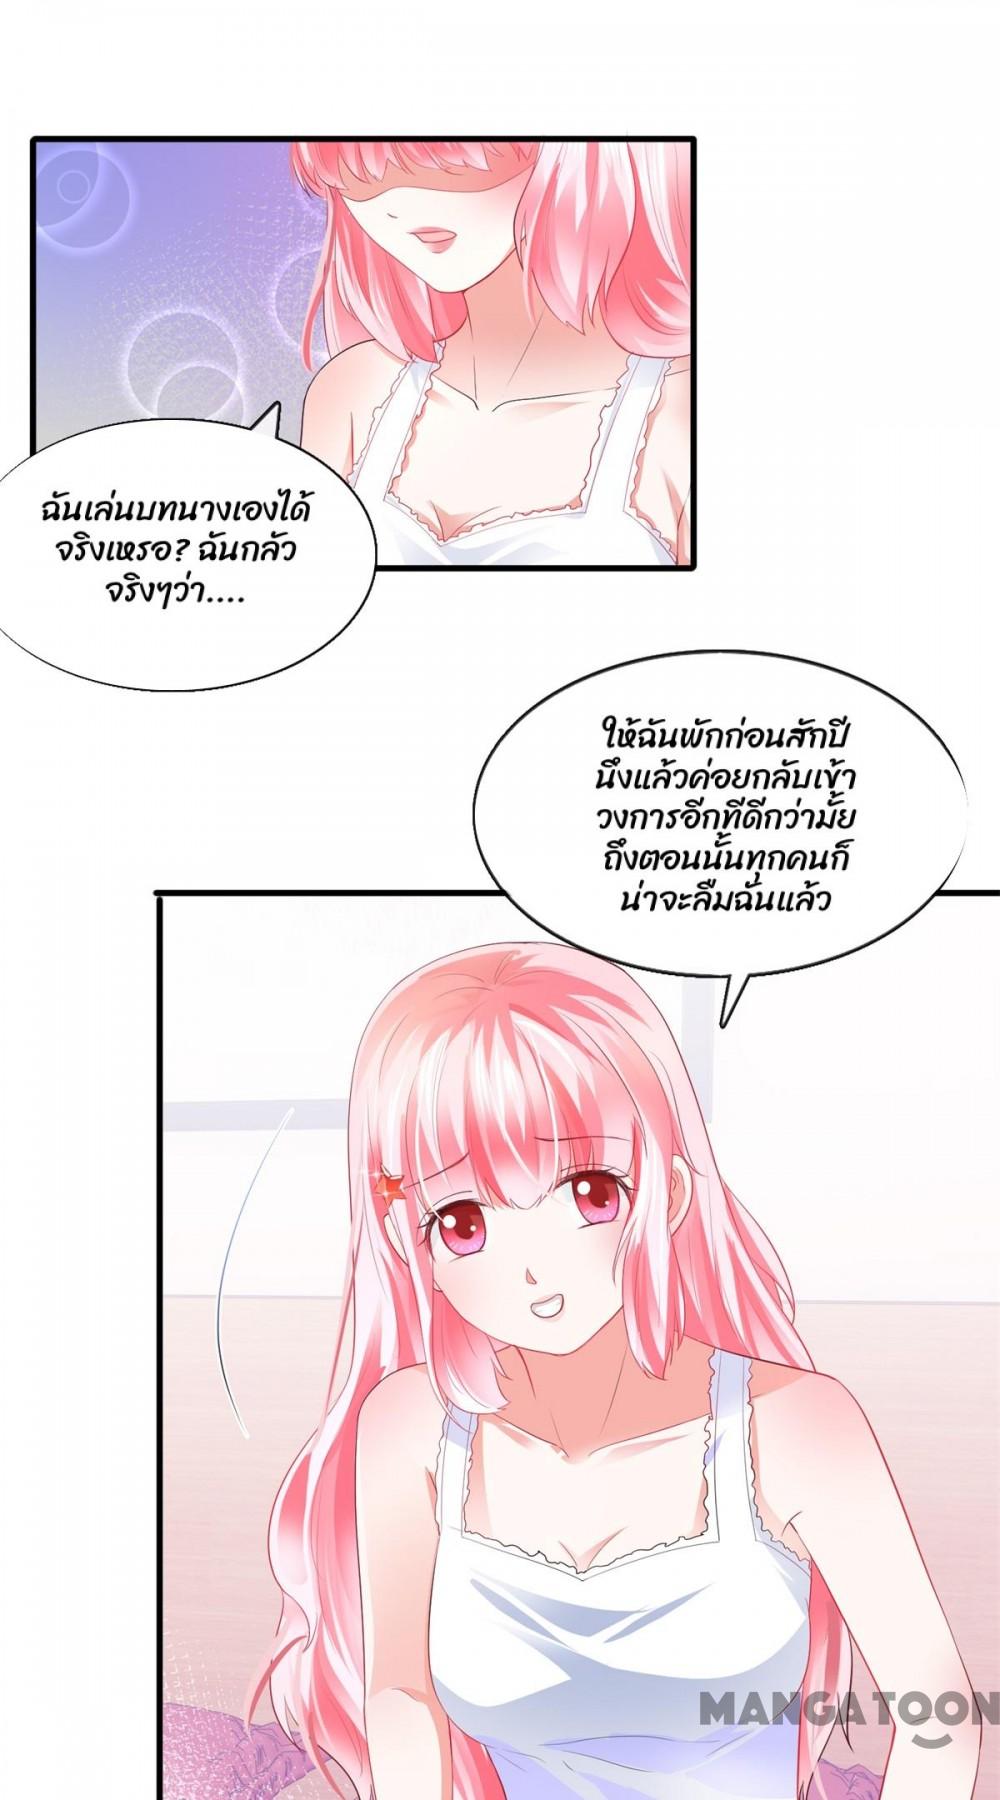 ฉันเล่นบทนางเองได้
จริงเหรอ? ฉันกลัว
จริงๆว่า....
ให้ฉันพักก่อนสักปี
นึงแล้วค่อยกลับเข้า
วงการอีกทีดีกว่ามั้ย
ถึงตอนนั้นทุกคนก็
น่าจะลืมฉันแล้ว
MANGATOON